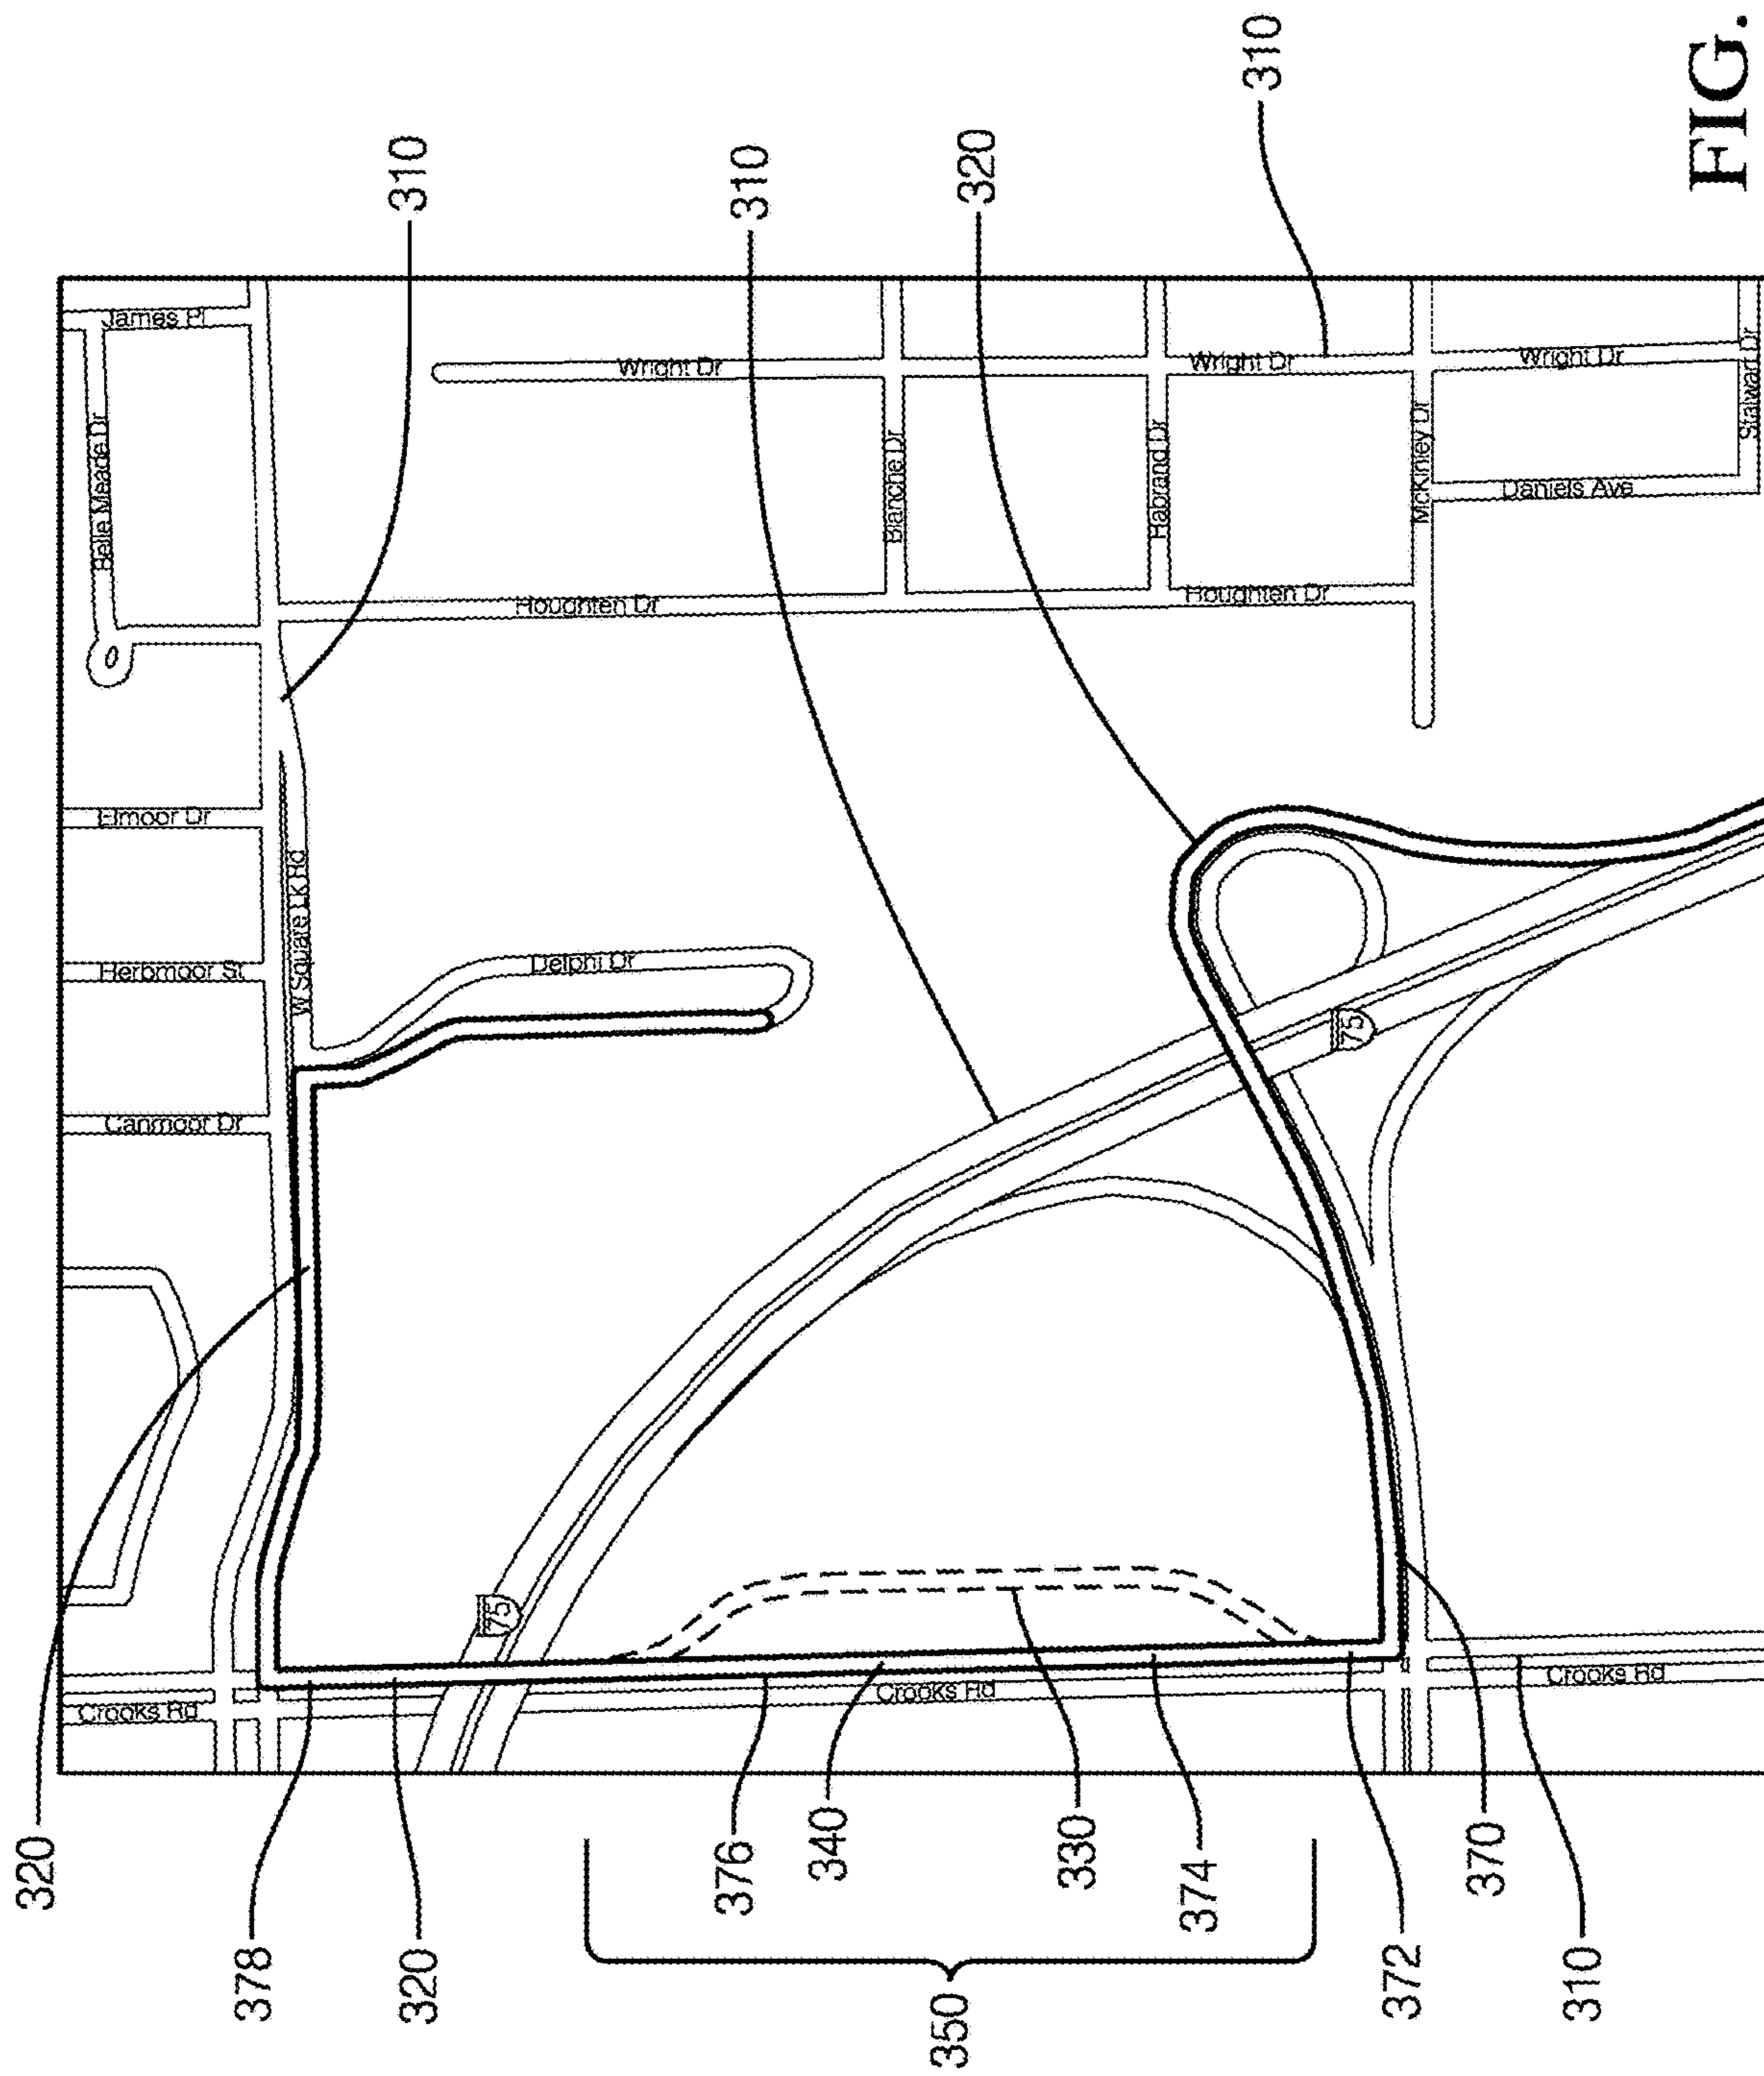 310
310
320
310
FIG.
James Pl
Belle Meade Dr
Wright Dr
Wright Dr
Wright Dr
Stalwart Dr
Blanche Dr
Habrand Dr
McKinley Dr
Daniels Ave
Houghten Dr
Houghten Dr
Elmoor Dr
W Square Lk Rd
Herbmoor St
Delphi Dr
Canmoor Dr
75
75
Crooks Rd
Crooks Rd
Crooks Rd
320
378
320
376
340
330
374
350
372
370
310